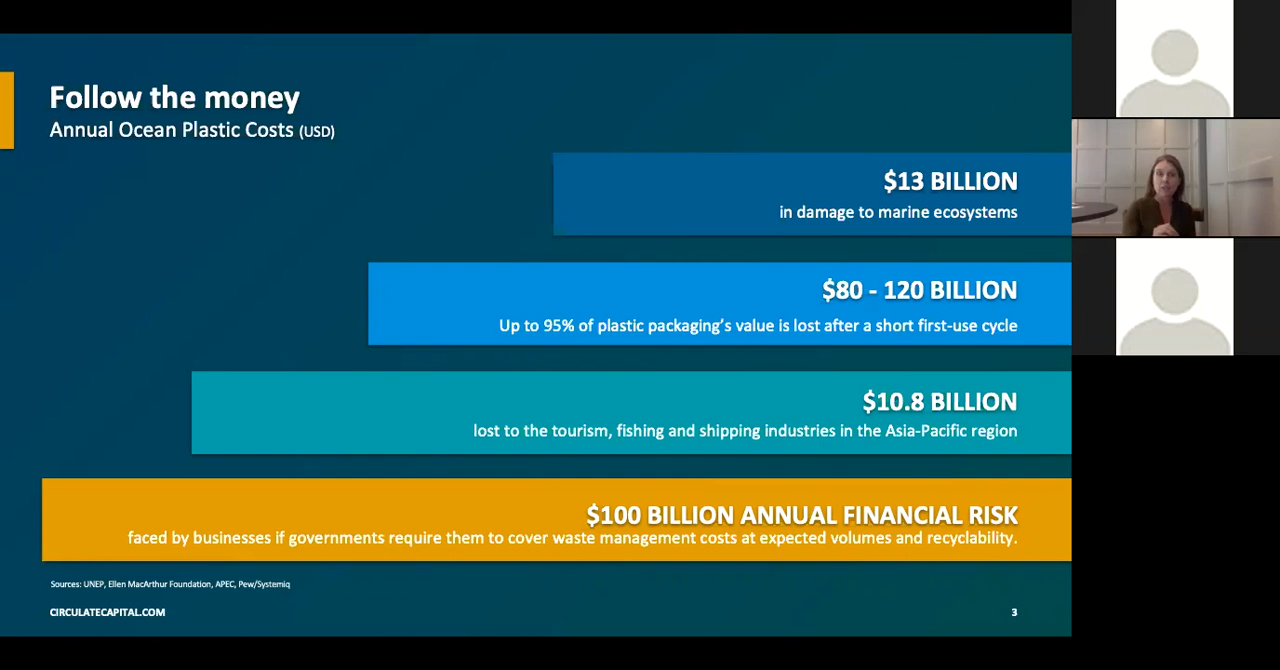 Follow the money
Annual Ocean Plastic Costs (USD)
$13 BILLION
in damage to marine ecosystems
$80 - 120 BILLION
Up to 95% of plastic packaging’s value is lost after a short first-use cycle
$10.8 BILLION
lost to the tourism, fishing and shipping industries in the Asia-Pacific region
$100 BILLION ANNUAL FINANCIAL RISK
faced by businesses if governments require them to cover waste management costs at expected volumes and recyclability.
Sources: UNEP, Ellen MacArthur Foundation, APEC, Pew/Systemiq
CIRCULATECAPITAL.COM
3